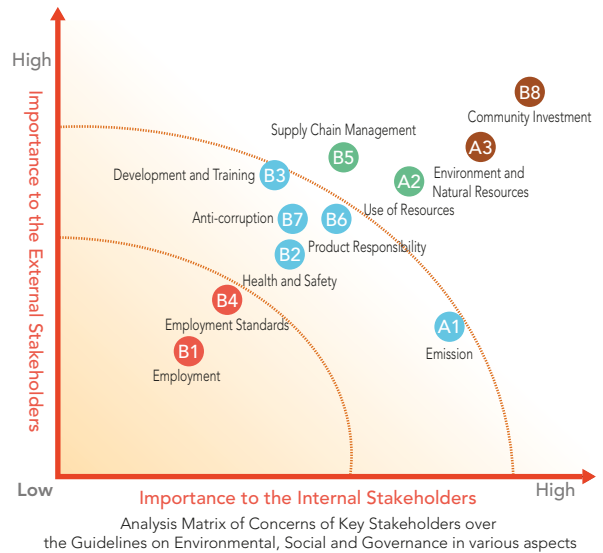 High
Importance to the External Stakeholders
B8
Community Investment
A3
Environment and
Natural Resources
Supply Chain Management
B5
A2
Use of Resources
Development and Training
B3
Anti-corruption
B7
B6
Product Responsibility
B2
Health and Safety
B4
Employment Standards
A1
Emission
B1
Employment
Low
Importance to the Internal Stakeholders
High
Analysis Matrix of Concerns of Key Stakeholders over
the Guidelines on Environmental, Social and Governance in various aspects